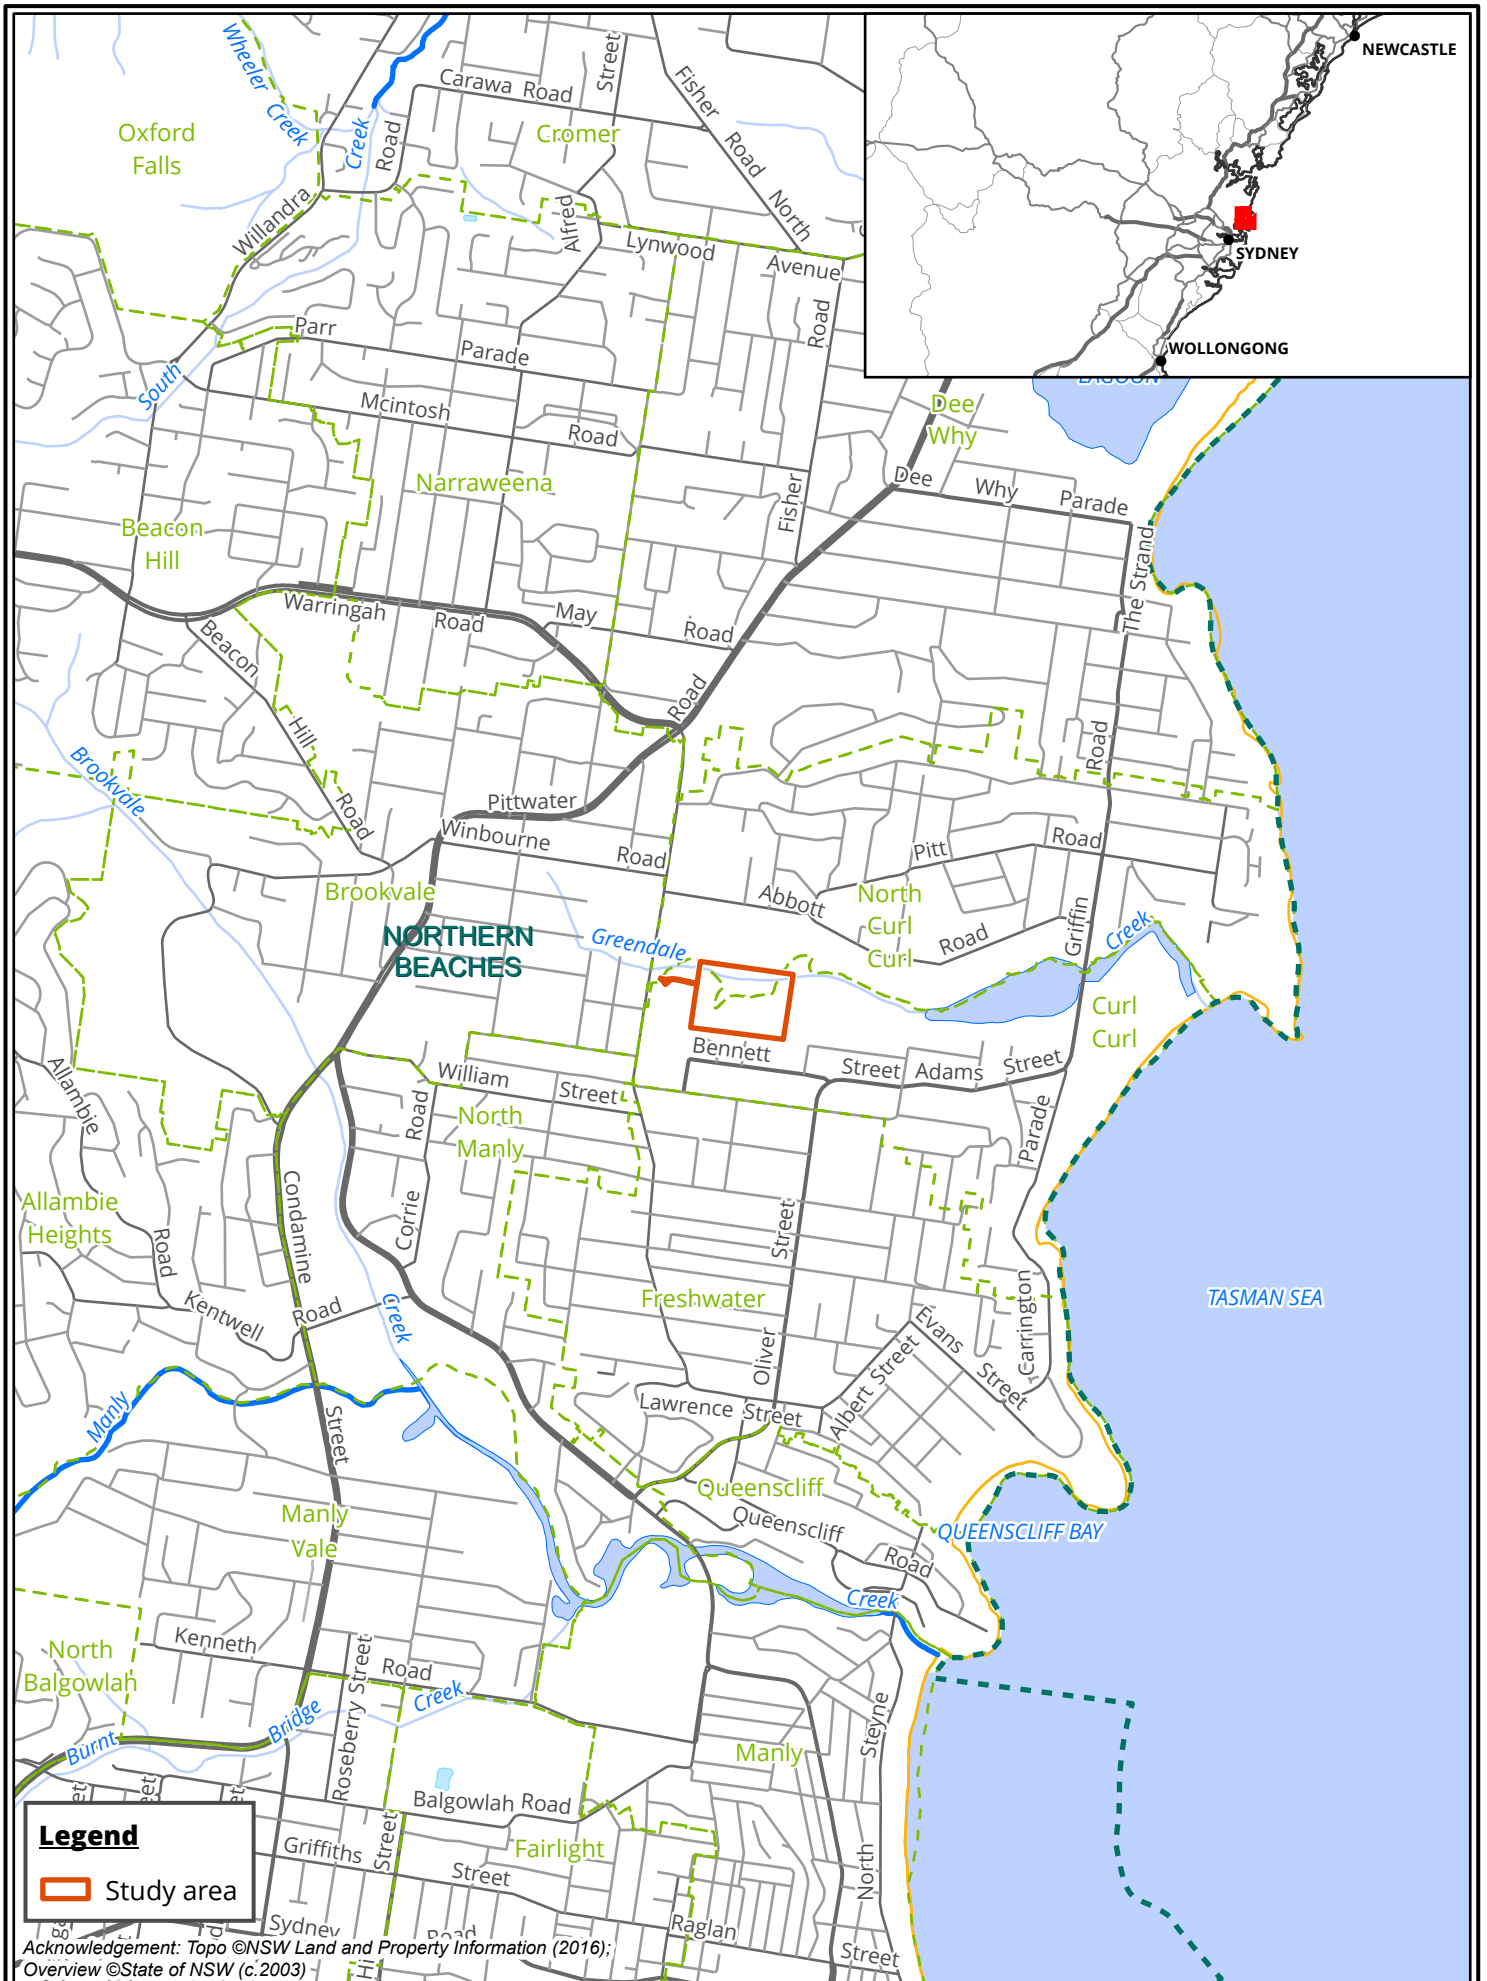 Wheeler
Creek
Creek
Oxford
Falls
Carawa Road
Street
Fisher
Road
North
Cromer
Road
Willandra
Alfred
Lynwood
Avenue
NEWCASTLE
SYDNEY
WOLLONGONG
LAGOON
Parr
Parade
Road
South
Mcintosh
Road
Dee
Why
Narraweena
Fisher
Dee
Why
Parade
Beacon
Hill
The Strand
Warringah
Road
May
Road
Beacon
Hill
Road
Road
Road
Brookvale
Pittwater
Winbourne
Road
Pitt
Road
Brookvale
Abbott
Road
North
Curl
Curl
Griffin
Creek
NORTHERN
BEACHES
Greendale
Curl
Curl
Bennett
Street
Adams
Street
Allambie
Road
William
Street
Road
Corrie
North
Manly
Parade
Carrington
Allambie
Heights
Condamine
Street
Street
Oliver
Kentwell
Road
Creek
Freshwater
TASMAN SEA
Evans
Street
Albert Street
Lawrence Street
Manly
Queenscliff
Queenscliff
Road
QUEENSCLIFF BAY
Manly
Vale
Creek
North
Balgowlah
Kenneth
Road
Roseberry Street
Creek
Bridge
Burnt
Steyne
North
Manly
Balgowlah Road
eet
eet
et
Legend
Study area
Griffiths
Street
Street
Fairlight
Sydney
Road
Raglan
Street
Hi
Acknowledgement: Topo ©NSW Land and Property Information (2016);
Overview ©State of NSW (c.2003)